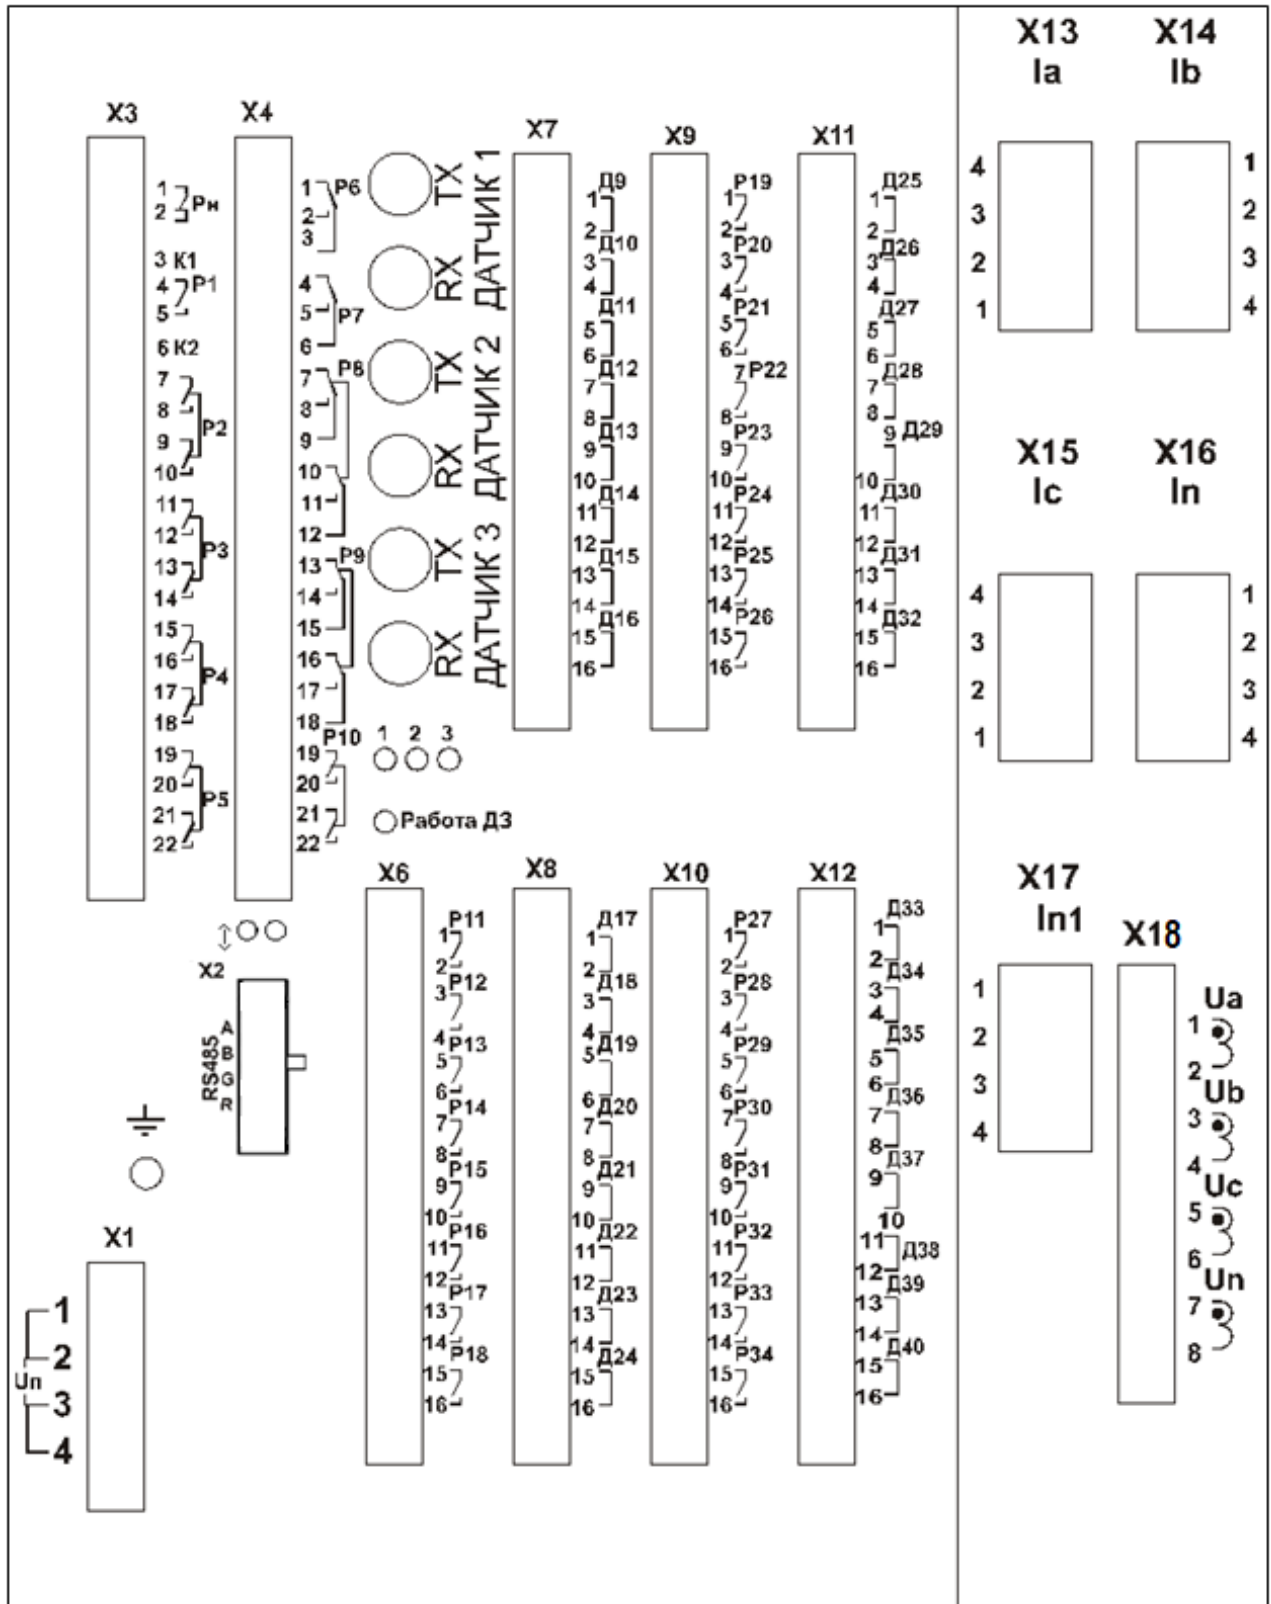 X3
1
2
Рн
3 К1
4
Р1
5
6 К2
7
8
Р2
9
10
11
12
Р3
13
14
15
16
Р4
17
18
19
20
Р5
21
22
X4
1
Р6
2
3
4
5
Р7
6
7
Р8
8
9
10
11
12
13
Р9
14
15
16
17
18
Р10
19
20
21
22
TX
RX
ДАТЧИК 1
TX
RX
ДАТЧИК 2
TX
RX
ДАТЧИК 3
1 2 3
Работа ДЗ
X7
Д9
1
2
Д10
3
4
Д11
5
6
Д12
7
8
Д13
9
10
Д14
11
12
Д15
13
14
Д16
15
16
X9
Р19
1
2
Р20
3
4
Р21
5
6
7 Р22
8
Р23
9
10
Р24
11
12
Р25
13
14
Р26
15
16
X11
Д25
1
2
Д26
3
4
Д27
5
6
Д28
7
8
9 Д29
10
Д30
11
12
Д31
13
14
Д32
15
16
X13
Ia
4
3
2
1
X14
Ib
1
2
3
4
X15
Ic
4
3
2
1
X16
In
1
2
3
4
X2
RS485
A
B
G
R
X1
1
2
Uп
3
4
X6
Р11
1
2
Р12
3
4
Р13
5
6
Р14
7
8
Р15
9
10
Р16
11
12
Р17
13
14
Р18
15
16
X8
Д17
1
2
Д18
3
4
Д19
5
6
Д20
7
8
Д21
9
10
Д22
11
12
Д23
13
14
Д24
15
16
X10
Р27
1
2
Р28
3
4
Р29
5
6
Р30
7
8
Р31
9
10
Р32
11
12
Р33
13
14
Р34
15
16
X12
Д33
1
2
Д34
3
4
Д35
5
6
Д36
7
8
Д37
9
10
11
Д38
12
Д39
13
14
Д40
15
16
X17
In1
1
2
3
4
X18
Ua
1
2
Ub
3
4
Uc
5
6
Un
7
8